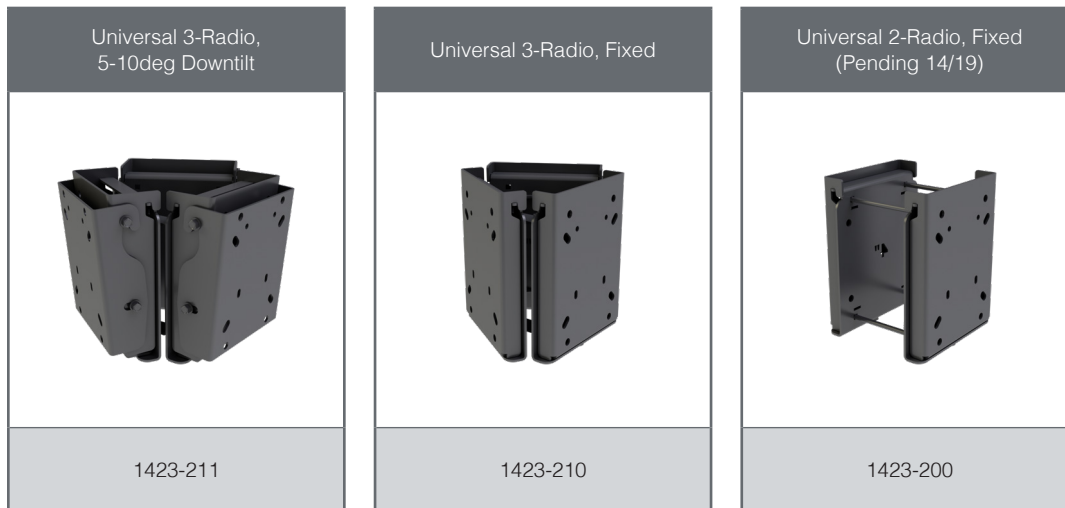 Universal 3-Radio,
5-10deg Downtilt
1423-211
Universal 3-Radio, Fixed
1423-210
Universal 2-Radio, Fixed
(Pending 14/19)
1423-200